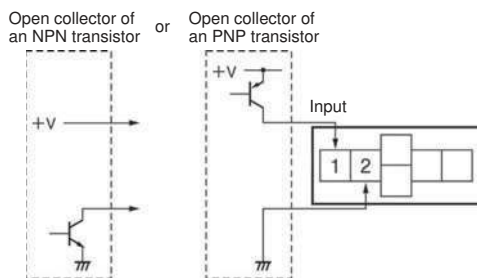 Open collector of
an NPN transistor
or
Open collector of
an PNP transistor
+V
+V
Input
1 2